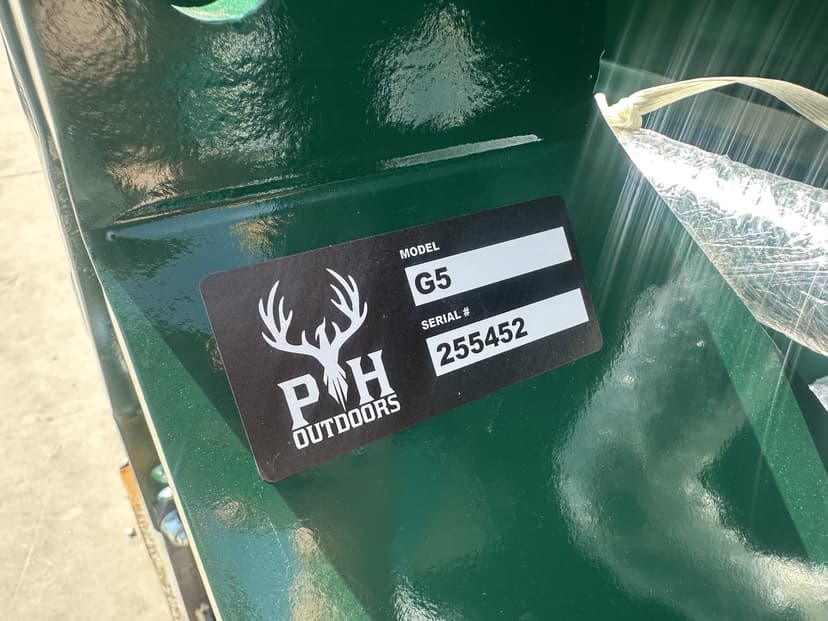 MODEL
G5
SERIAL #
255452
PH
OUTDOORS